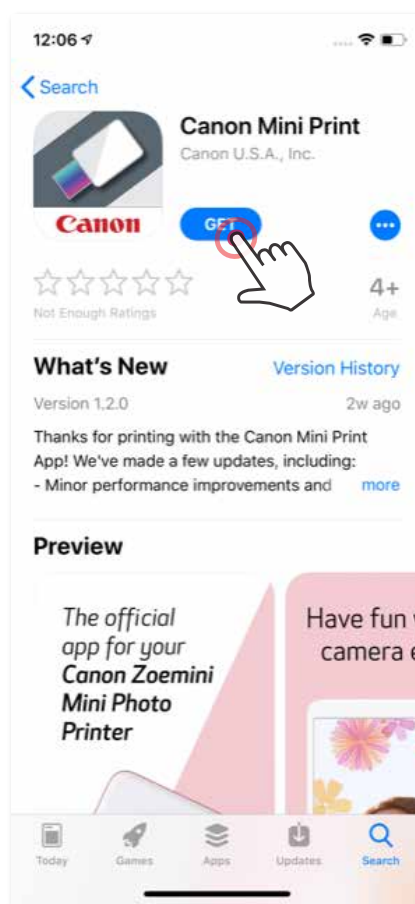 12:06
Search
Canon Mini Print
Canon U.S.A., Inc.
Canon
GET
4+
Not Enough Ratings
Age
What's New
Version History
Version 1.2.0
2w ago
Thanks for printing with the Canon Mini Print
App! We've made a few updates, including:
- Minor performance improvements and more
Preview
The official
app for your
Canon Zoemini
Mini Photo
Printer
Have fun
camera e
Today
Games
Apps
Updates
Search